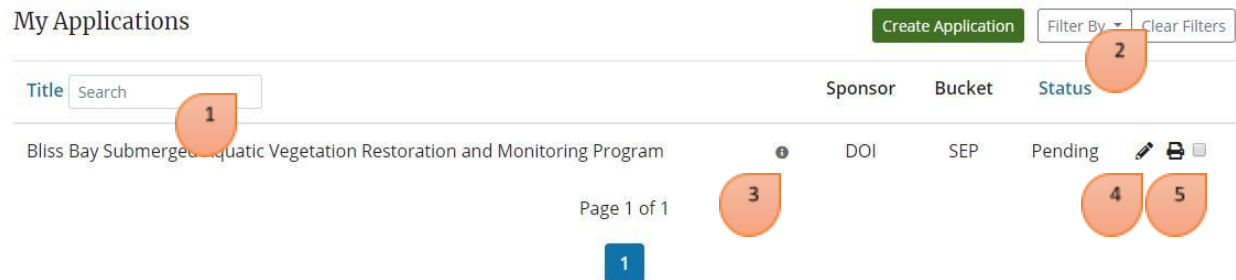 My Applications Create Application Filter By Clear Filters
2
Title Search Sponsor Bucket Status
1
Bliss Bay Submerged Aquatic Vegetation Restoration and Monitoring Program DOI SEP Pending
3 4 5
Page 1 of 1
1